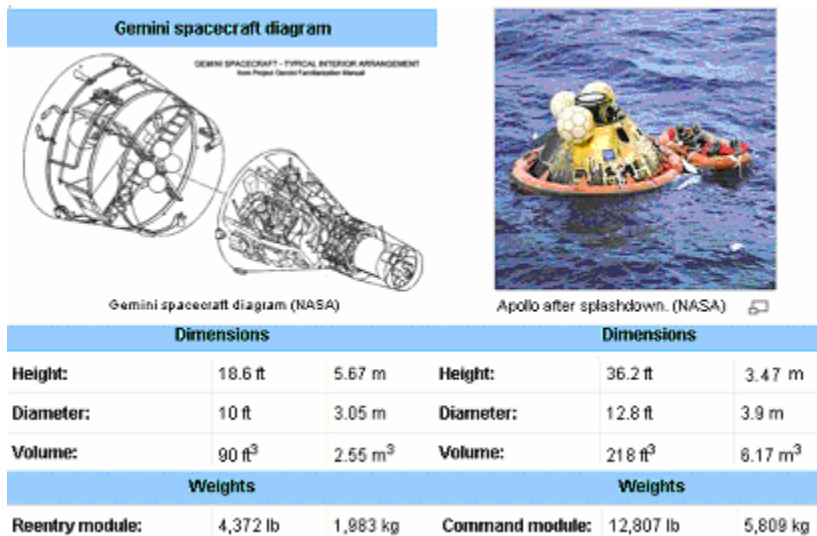 Gemini spacecraft diagram
GEMINI SPACECRAFT - TYPICAL INTERIOR ARRANGEMENT
from Project Gemini Familiarization Manual
Gemini spacecraft diagram (NASA)
Apollo after splashdown. (NASA)
Dimensions Dimensions
Height: 18.6 ft 5.67 m Height: 36.2 ft 3.47 m
Diameter: 10 ft 3.05 m Diameter: 12.8 ft 3.9 m
Volume: 90 ft³ 2.55 m³ Volume: 218 ft³ 6.17 m³
Weights Weights
Reentry module: 4,372 lb 1,983 kg Command module: 12,807 lb 5,809 kg